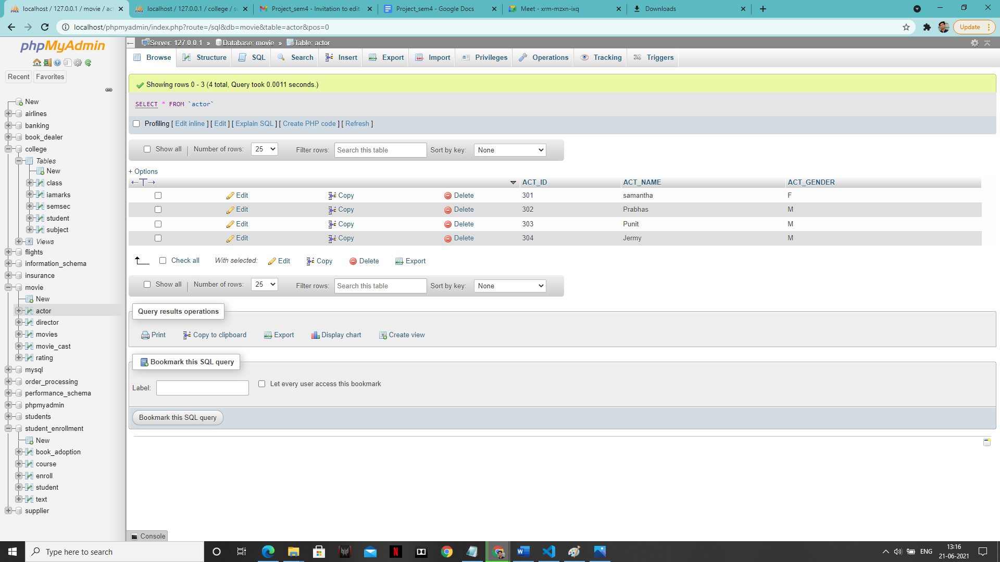 localhost / 127.0.0.1 / movie / act
localhost / 127.0.0.1 / college / su
Project_sem4 - Invitation to edit
Project_sem4 - Google Docs
Meet - xrm-mzxn-ixq
Downloads
localhost/phpmyadmin/index.php?route=/sql&db=movie&table=actor&pos=0
Update
phpMyAdmin
Recent Favorites
New
airlines
banking
book_dealer
college
Tables
New
class
iamarks
semsec
student
subject
Views
flights
information_schema
insurance
movie
New
actor
director
movies
movie_cast
rating
mysql
order_processing
performance_schema
phpmyadmin
students
student_enrollment
New
book_adoption
course
enroll
student
text
supplier
Server: 127.0.0.1 » Database: movie » Table: actor
Browse Structure SQL Search Insert Export Import Privileges Operations Tracking Triggers
Showing rows 0 - 3 (4 total, Query took 0.0011 seconds.)
SELECT * FROM `actor`
Profiling [ Edit inline ] [ Edit ] [ Explain SQL ] [ Create PHP code ] [ Refresh ]
Show all | Number of rows: 25 Filter rows: Search this table Sort by key: None
+ Options
ACT_ID ACT_NAME ACT_GENDER
Edit Copy Delete 301 samantha F
Edit Copy Delete 302 Prabhas M
Edit Copy Delete 303 Punit M
Edit Copy Delete 304 Jermy M
Check all With selected: Edit Copy Delete Export
Show all | Number of rows: 25 Filter rows: Search this table Sort by key: None
Query results operations
Print Copy to clipboard Export Display chart Create view
Bookmark this SQL query
Label: Let every user access this bookmark
Bookmark this SQL query
Console
Type here to search
ENG
13:16
21-06-2021